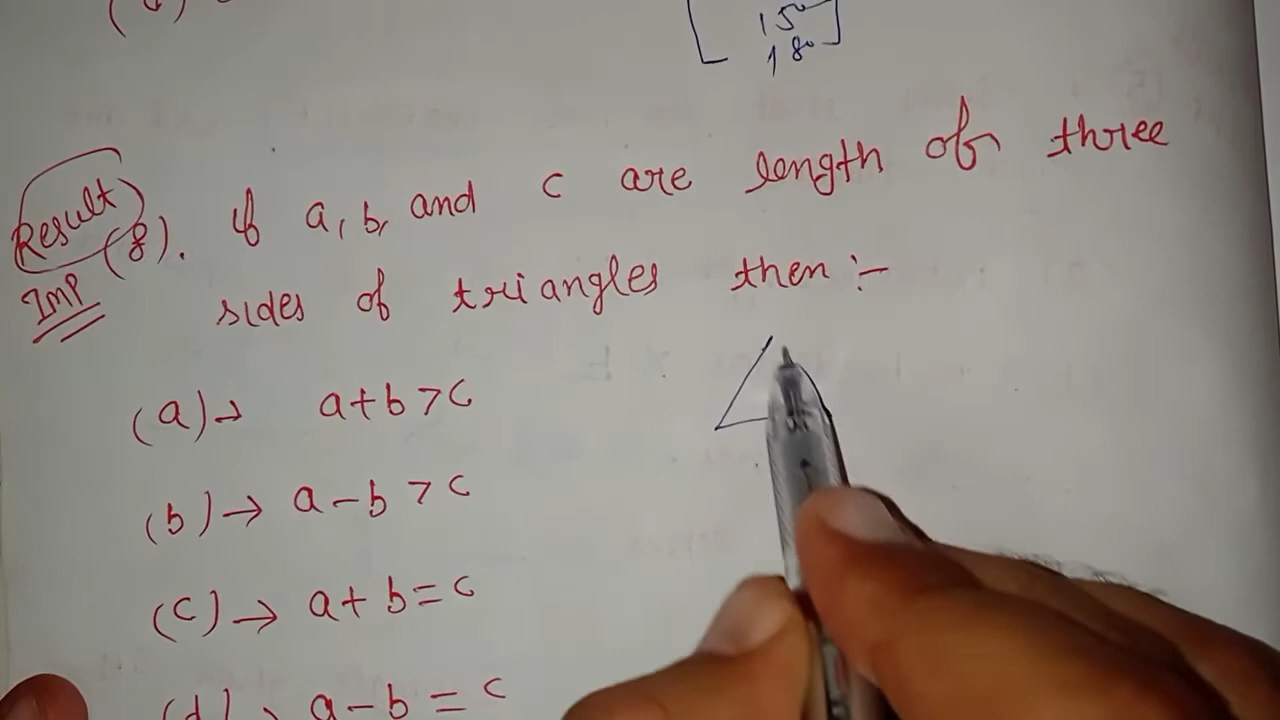 150
180
Result (8). If a, b, and c are length of three
Imp
sides of triangles then :-
(a)→ a+b>c
(b)→ a-b>c
(c)→ a+b=c
(d)→ a-b=c